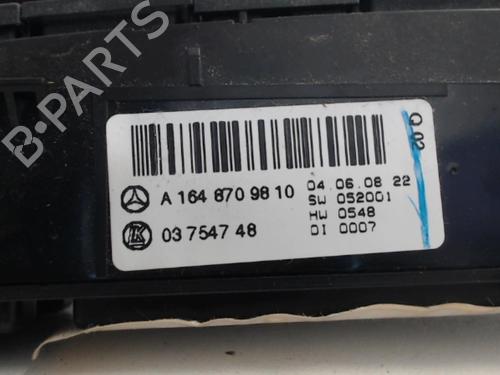 B-PARTS
Q 02
A 164 870 98 10
04.06.08 22
SW 052001
HW 0548
DI 0007
K
03 7547 48